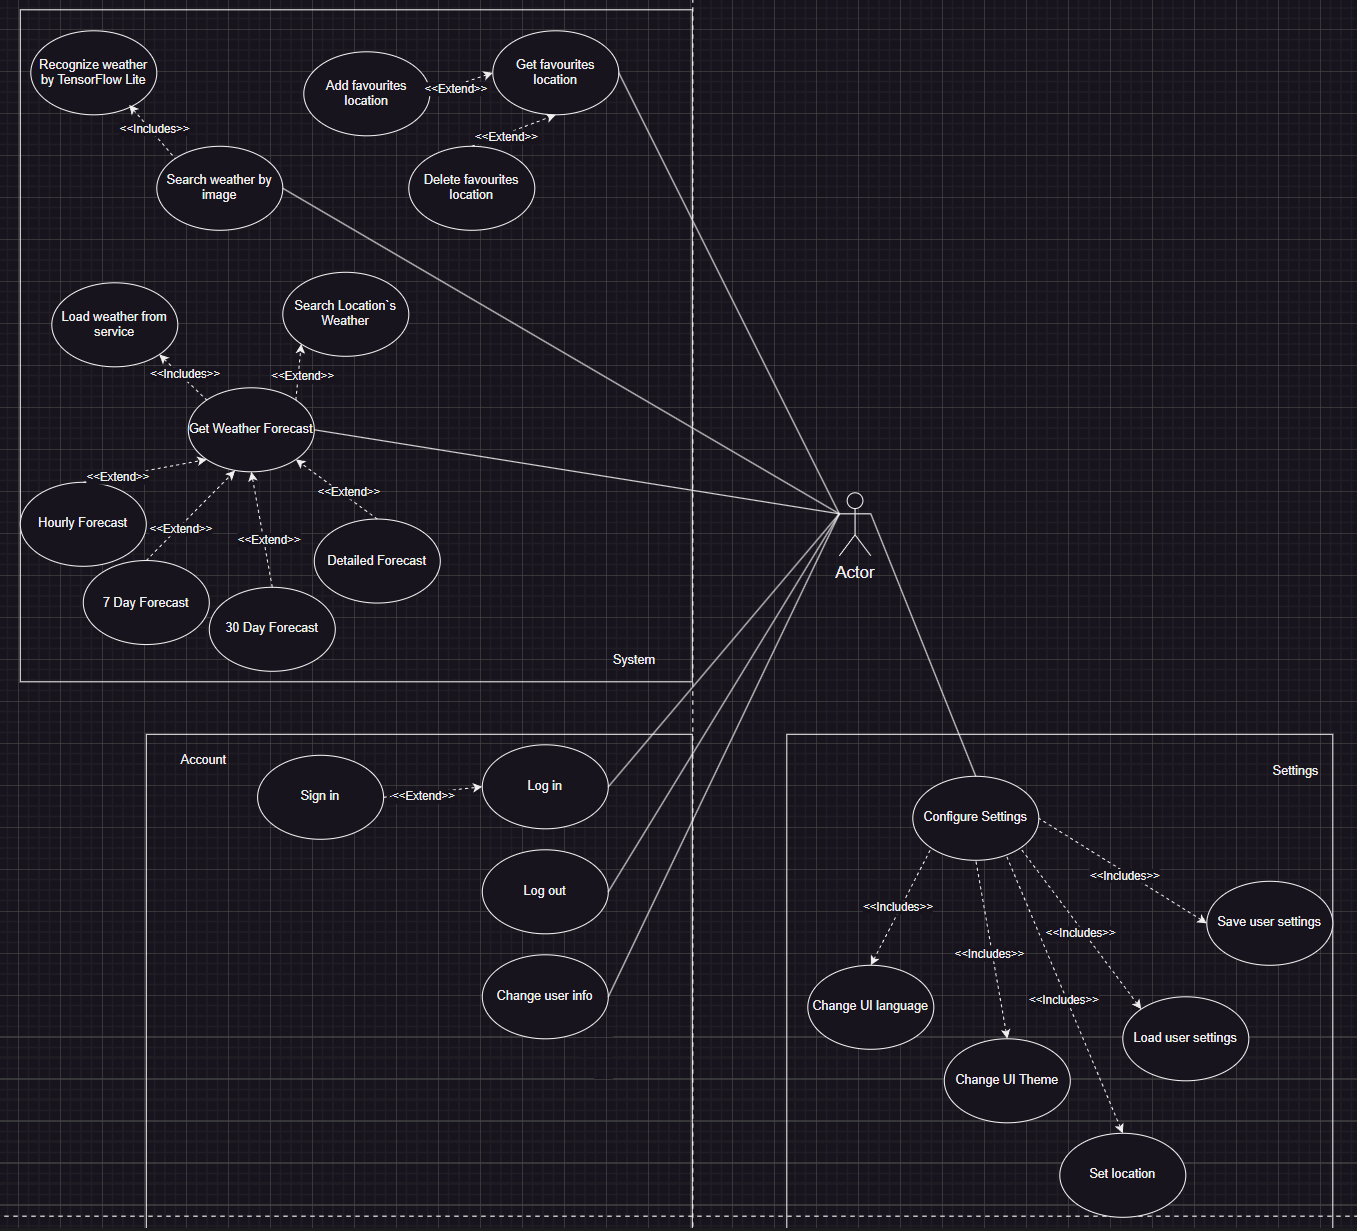 Recognize weather
by TensorFlow Lite
<<Includes>>
Search weather by
image
Add favourites
location
<<Extend>>
Get favourites
location
<<Extend>>
Delete favourites
location
Load weather from
service
<<Includes>>
Search Location`s
Weather
<<Extend>>
Get Weather Forecast
<<Extend>>
Hourly Forecast
<<Extend>>
7 Day Forecast
<<Extend>>
30 Day Forecast
<<Extend>>
Detailed Forecast
System
Actor
Account
Sign in
<<Extend>>
Log in
Log out
Change user info
Settings
Configure Settings
<<Includes>>
Save user settings
<<Includes>>
Change UI language
<<Includes>>
Load user settings
<<Includes>>
Change UI Theme
<<Includes>>
Set location